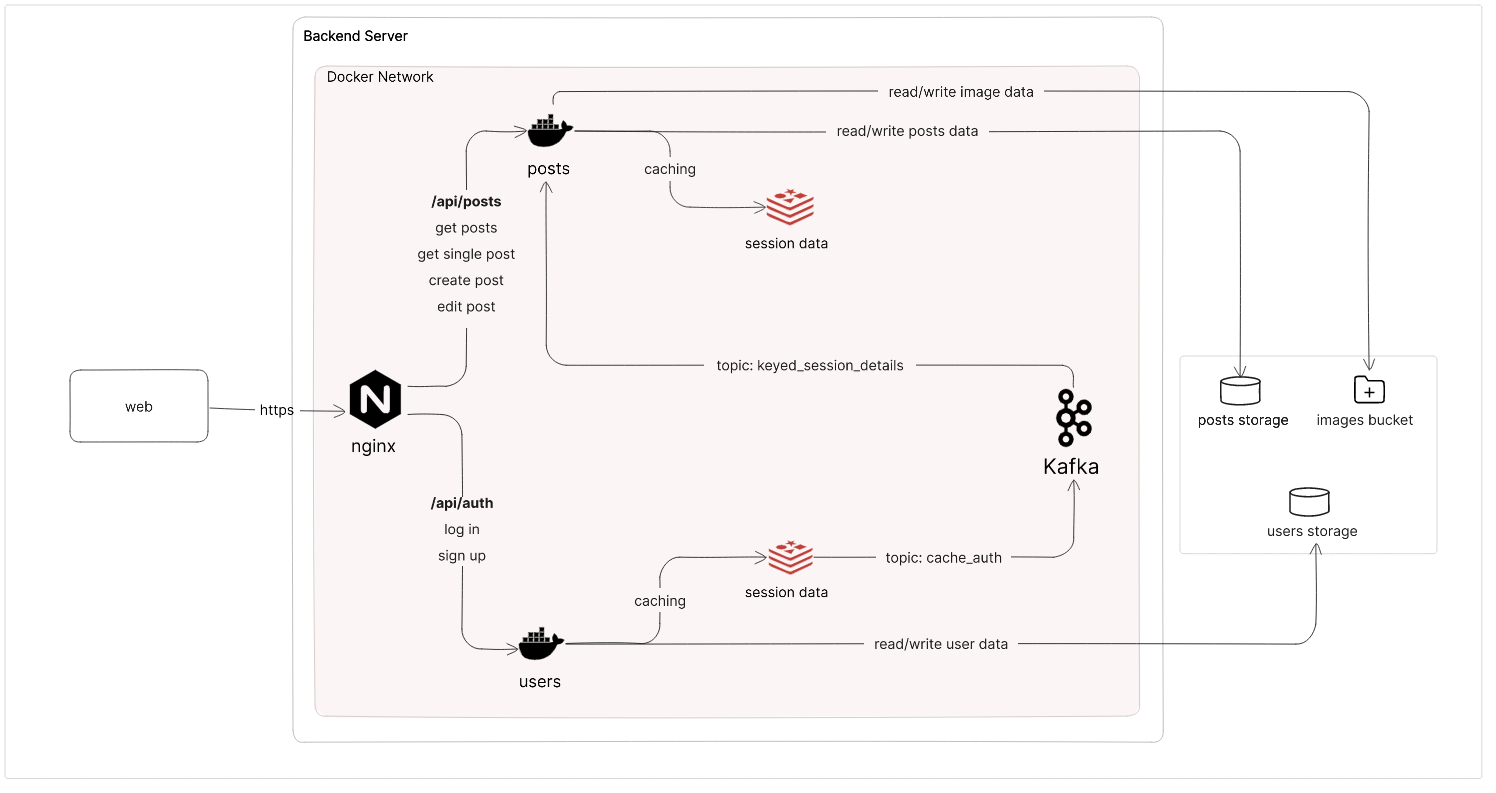 Backend Server
Docker Network
read/write image data
read/write posts data
posts
caching
session data
/api/posts
get posts
get single post
create post
edit post
topic: keyed_session_details
web
https
N
nginx
Kafka
posts storage
images bucket
users storage
/api/auth
log in
sign up
topic: cache_auth
session data
caching
read/write user data
users